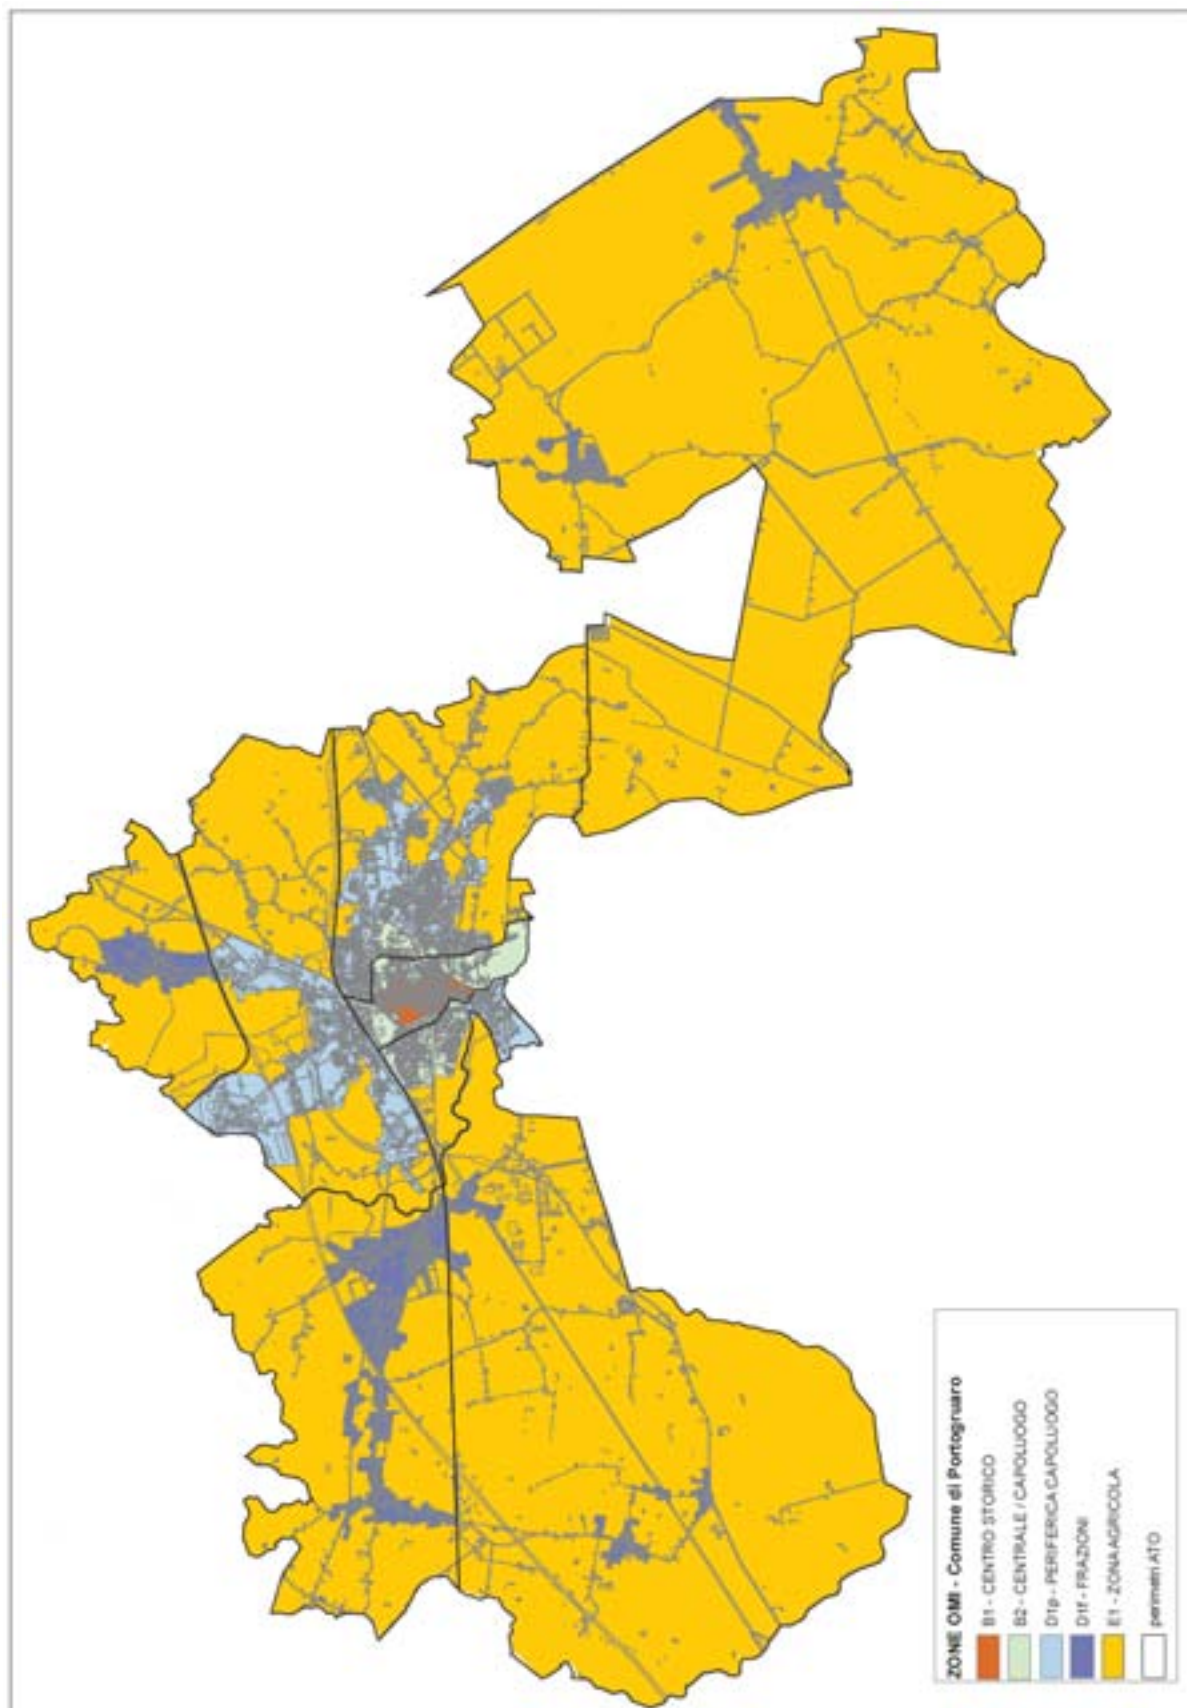 ZONE OMI - Comune di Portogruaro
B1 - CENTRO STORICO
B2 - CENTRALE / CAPOLUOGO
D1p - PERIFERICA CAPOLUOGO
D1f - FRAZIONI
E1 - ZONA AGRICOLA
perimetri ATO